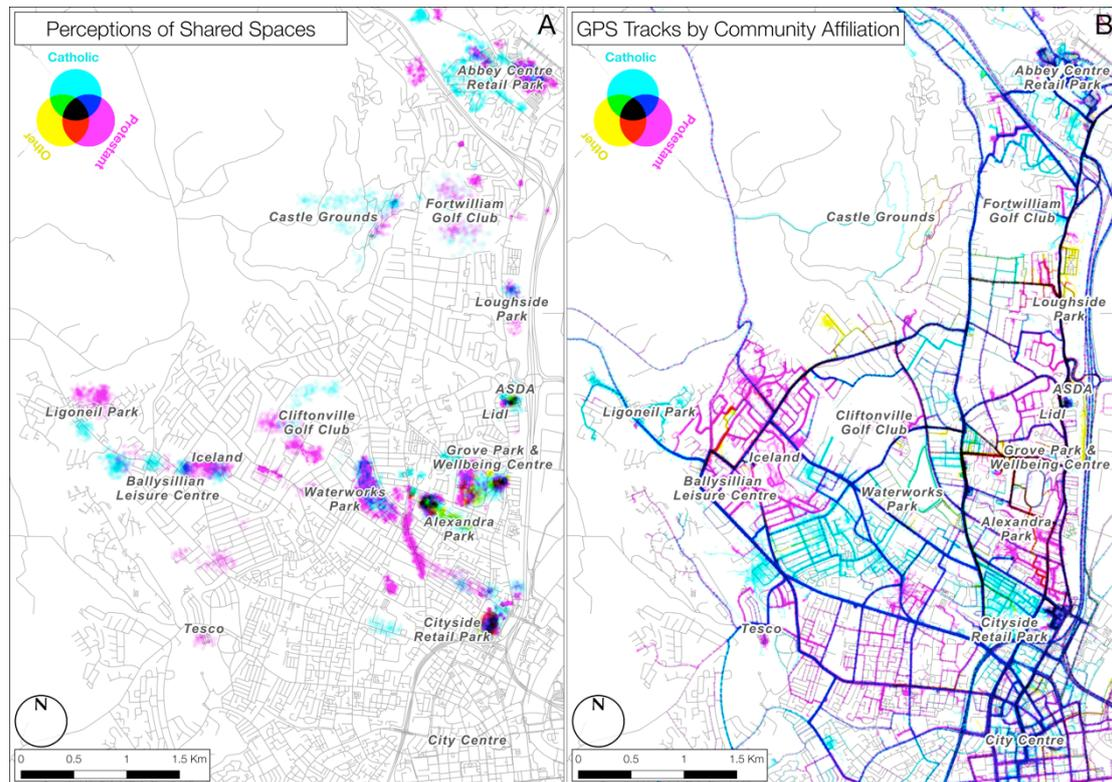 Perceptions of Shared Spaces
A
Catholic
Other
Protestant
Abbey Centre
Retail Park
Castle Grounds
Fortwilliam
Golf Club
Loughside
Park
ASDA
Lidl
Ligoneil Park
Cliftonville
Golf Club
Iceland
Grove Park &
Wellbeing Centre
Ballysillian
Leisure Centre
Waterworks
Park
Alexandra
Park
Cityside
Retail Park
Tesco
City Centre
N
0 0.5 1 1.5 Km
GPS Tracks by Community Affiliation
B
Catholic
Other
Protestant
Abbey Centre
Retail Park
Castle Grounds
Fortwilliam
Golf Club
Loughside
Park
ASDA
Lidl
Ligoneil Park
Cliftonville
Golf Club
Iceland
Grove Park &
Wellbeing Centre
Ballysillian
Leisure Centre
Waterworks
Park
Alexandra
Park
Cityside
Retail Park
Tesco
City Centre
N
0 0.5 1 1.5 Km